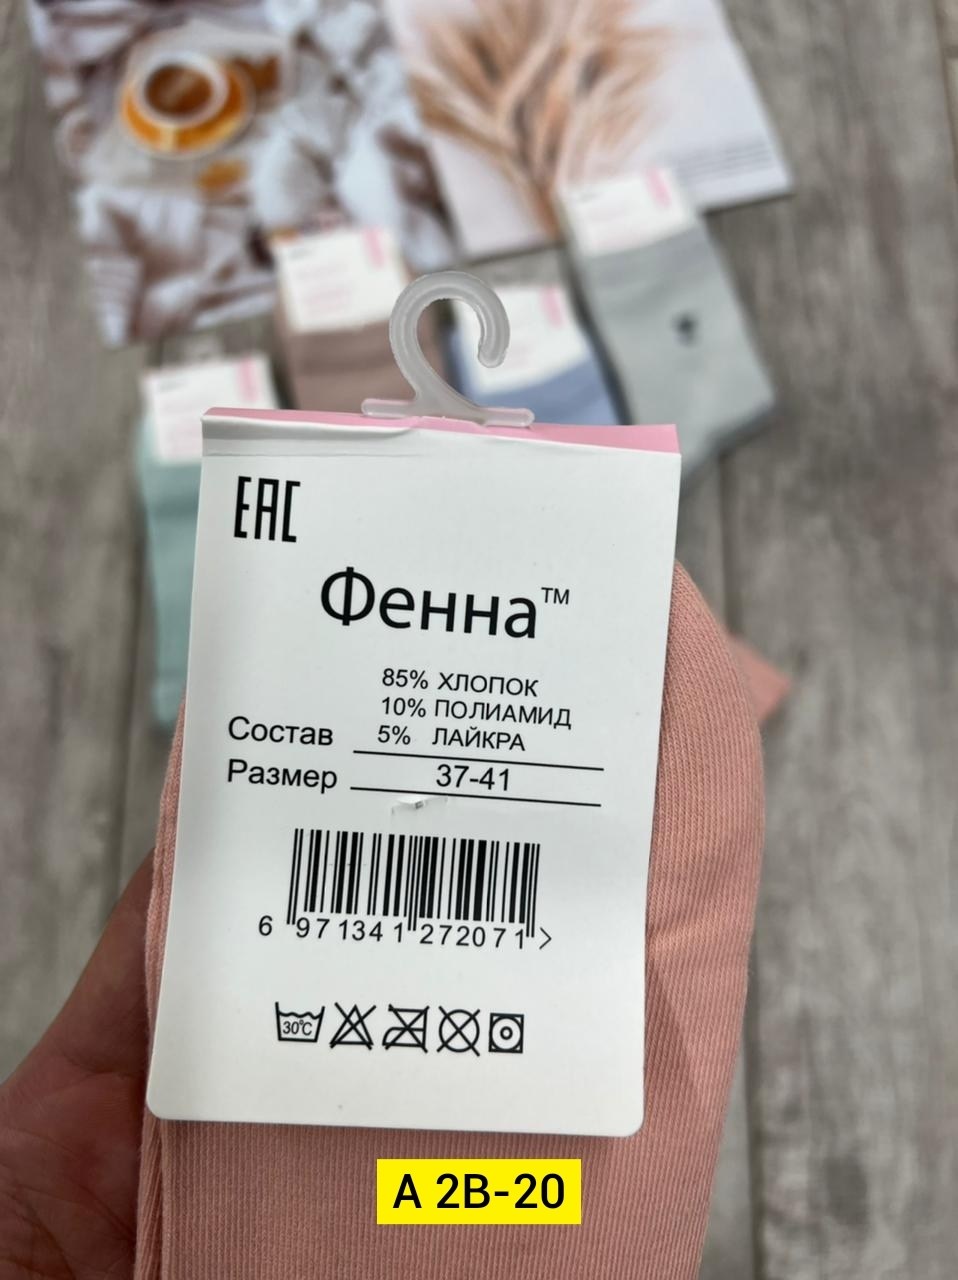 EAC
Фенна™
85% ХЛОПОК
10% ПОЛИАМИД
Состав 5% ЛАЙКРА
Размер 37-41
6 971341 272071 >
30°C
A 2B-20